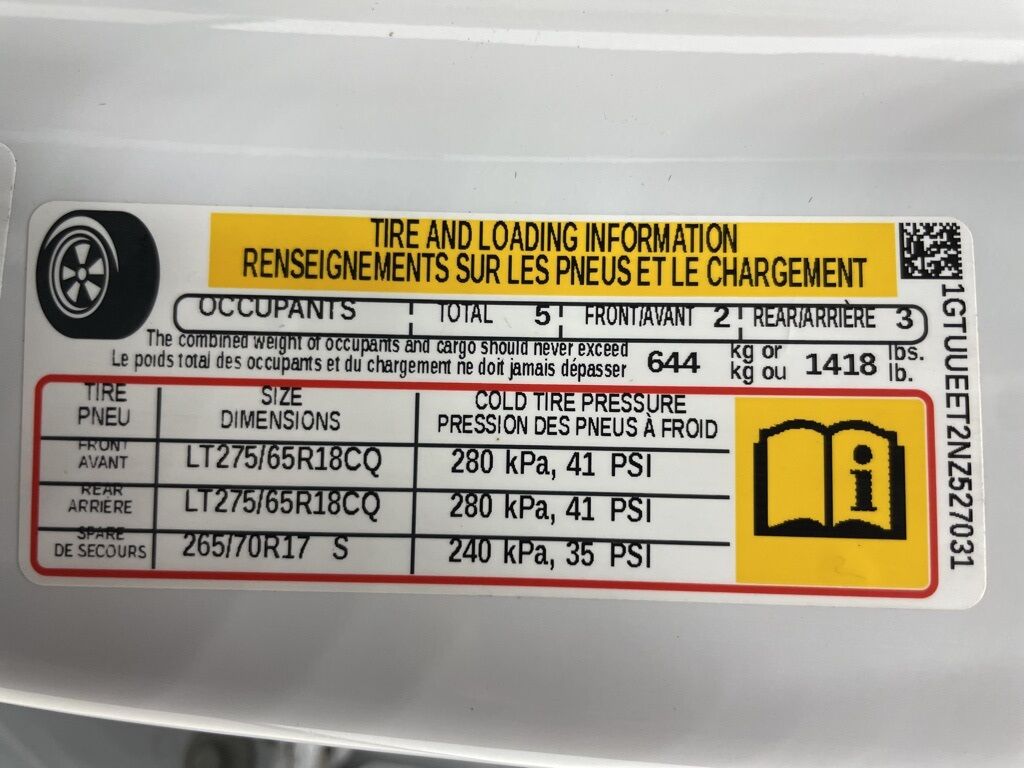 TIRE AND LOADING INFORMATION
RENSEIGNEMENTS SUR LES PNEUS ET LE CHARGEMENT
OCCUPANTS TOTAL 5 FRONT/AVANT 2 REAR/ARRIÈRE 3
The combined weight of occupants and cargo should never exceed 644 kg or 1418 lbs.
Le poids total des occupants et du chargement ne doit jamais dépasser kg ou lb.
TIRE SIZE COLD TIRE PRESSURE
PNEU DIMENSIONS PRESSION DES PNEUS À FROID
FRONT
AVANT LT275/65R18CQ 280 kPa, 41 PSI
REAR
ARRIERE LT275/65R18CQ 280 kPa, 41 PSI
SPARE
DE SECOURS 265/70R17 S 240 kPa, 35 PSI
i
1GTUUEET2NZ527031